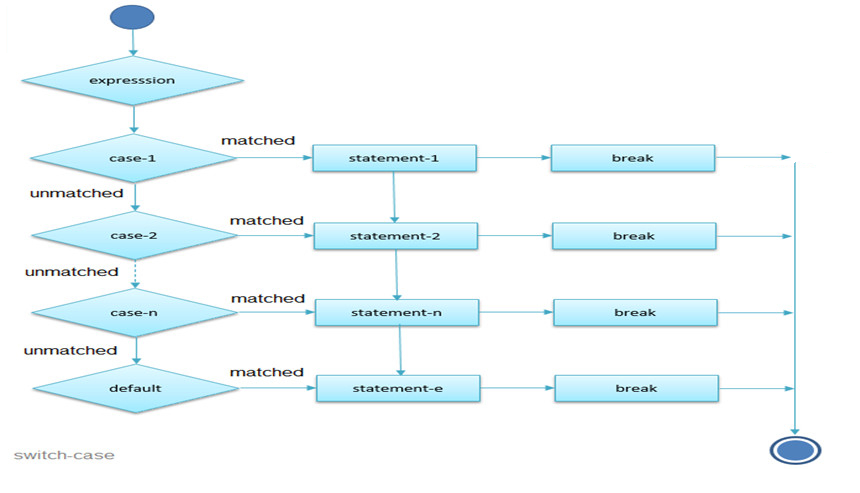 expresssion
matched
case-1
statement-1
break
unmatched
matched
case-2
statement-2
break
unmatched
matched
case-n
statement-n
break
unmatched
matched
default
statement-e
break
switch-case